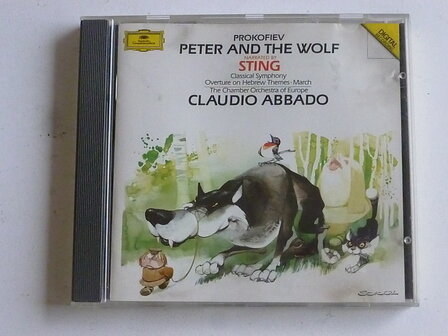 PROKOFIEV
PETER AND THE WOLF
NARRATED BY
STING
Classical Symphony
Overture on Hebrew Themes · March
The Chamber Orchestra of Europe
CLAUDIO ABBADO
DIGITAL